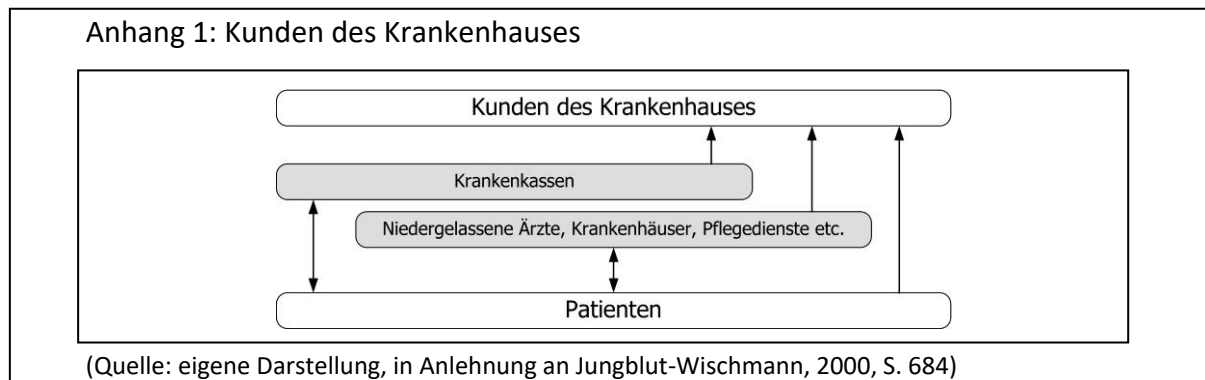 Anhang 1: Kunden des Krankenhauses
Kunden des Krankenhauses
Krankenkassen
Niedergelassene Ärzte, Krankenhäuser, Pflegedienste etc.
Patienten
(Quelle: eigene Darstellung, in Anlehnung an Jungblut-Wischmann, 2000, S. 684)